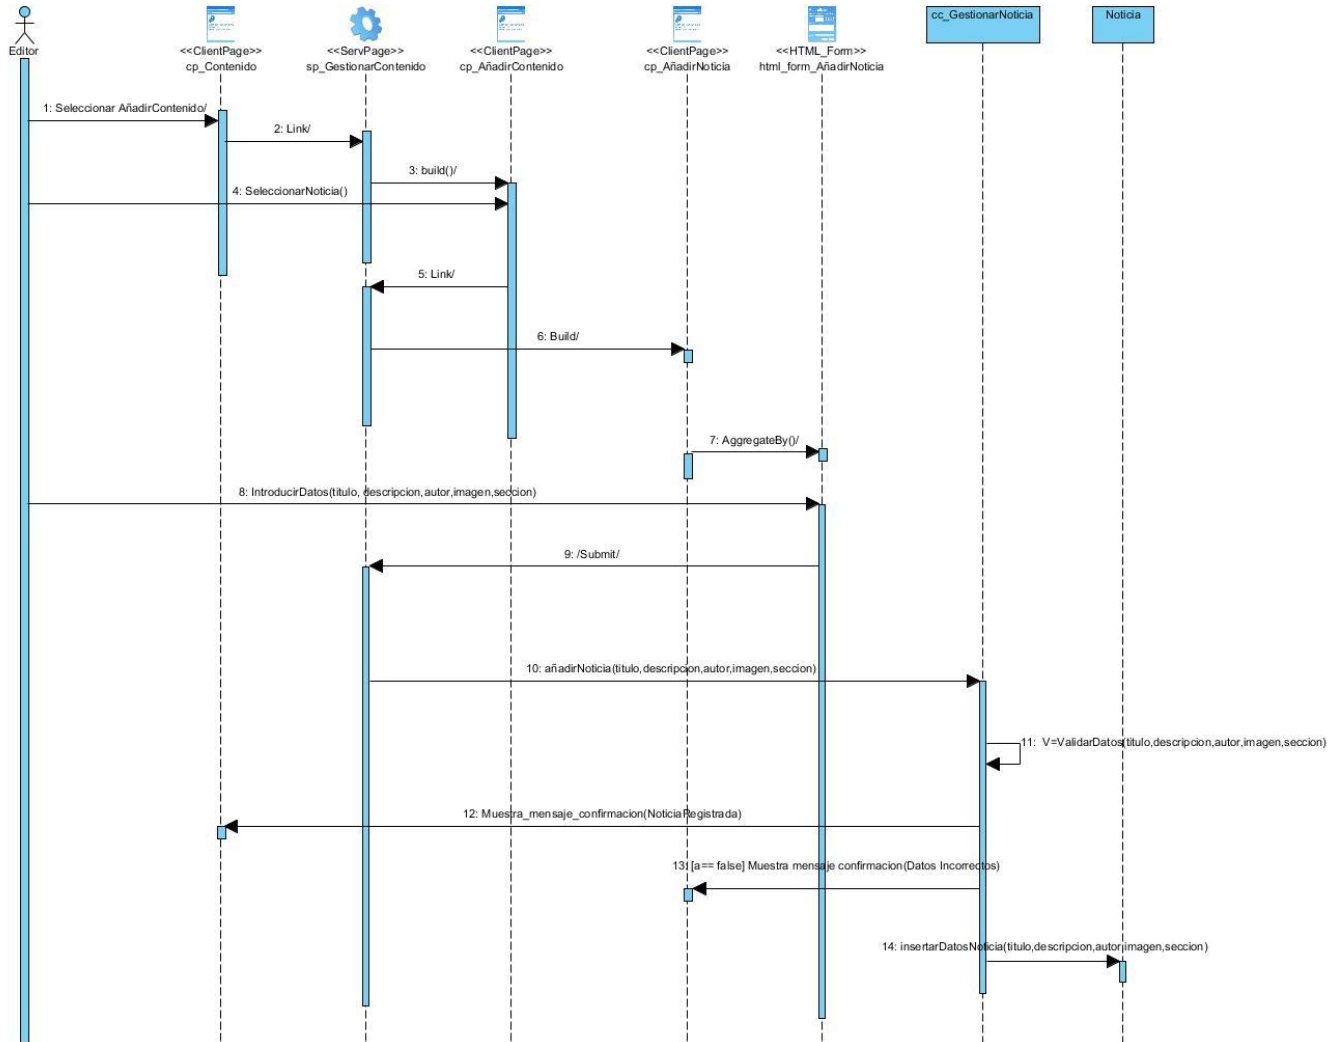 Editor
<<ClientPage>>
cp_Contenido
<<ServPage>>
sp_GestionarContenido
<<ClientPage>>
cp_AñadirContenido
<<ClientPage>>
cp_AñadirNoticia
<<HTML_Form>>
html_form_AñadirNoticia
cc_GestionarNoticia
Noticia
1: Seleccionar AñadirContenido/
2: Link/
3: build()/
4: SeleccionarNoticia()
5: Link/
6: Build/
7: AggregateBy()/
8: IntroducirDatos(titulo, descripcion,autor,imagen,seccion)
9: /Submit/
10: añadirNoticia(titulo,descripcion,autor,imagen,seccion)
11: V=ValidarDatos(titulo,descripcion,autor,imagen,seccion)
12: Muestra_mensaje_confirmacion(NoticiaRegistrada)
13: [a== false] Muestra mensaje confirmacion(Datos Incorrectos)
14: insertarDatosNoticia(titulo,descripcion,autor,imagen,seccion)